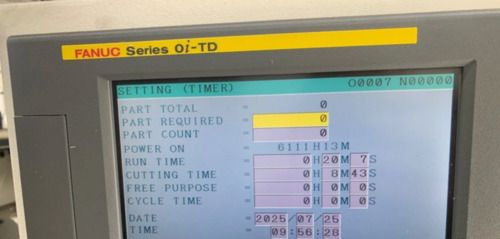 FANUC Series 0i-TD
SETTING (TIMER) O0007 N00000
PART TOTAL = 0
PART REQUIRED = 0
PART COUNT = 0
POWER ON = 6111H13M
RUN TIME = 0H20M 7S
CUTTING TIME = 0H 8M43S
FREE PURPOSE = 0H 0M 0S
CYCLE TIME = 0H 0M 0S
DATE = 2025/07/25
TIME = 09:56:28